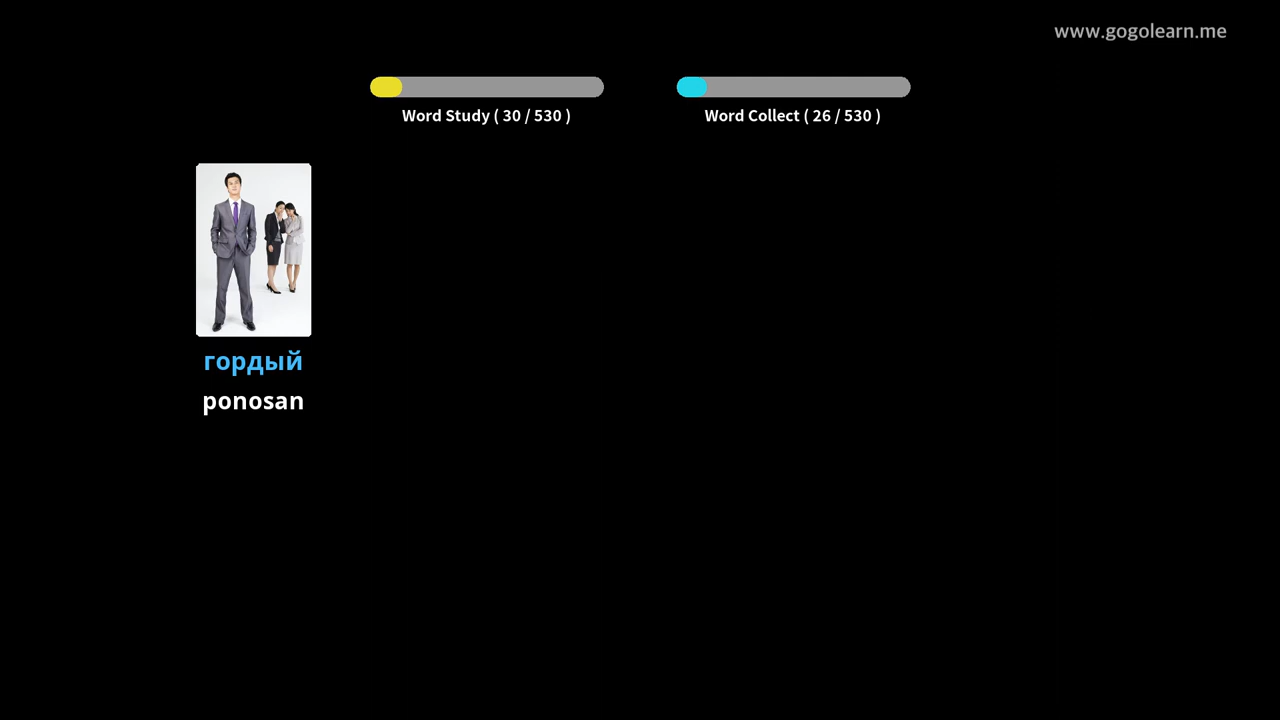 www.gogolearn.me
Word Study ( 30 / 530 )
Word Collect ( 26 / 530 )
гордый
ponosan